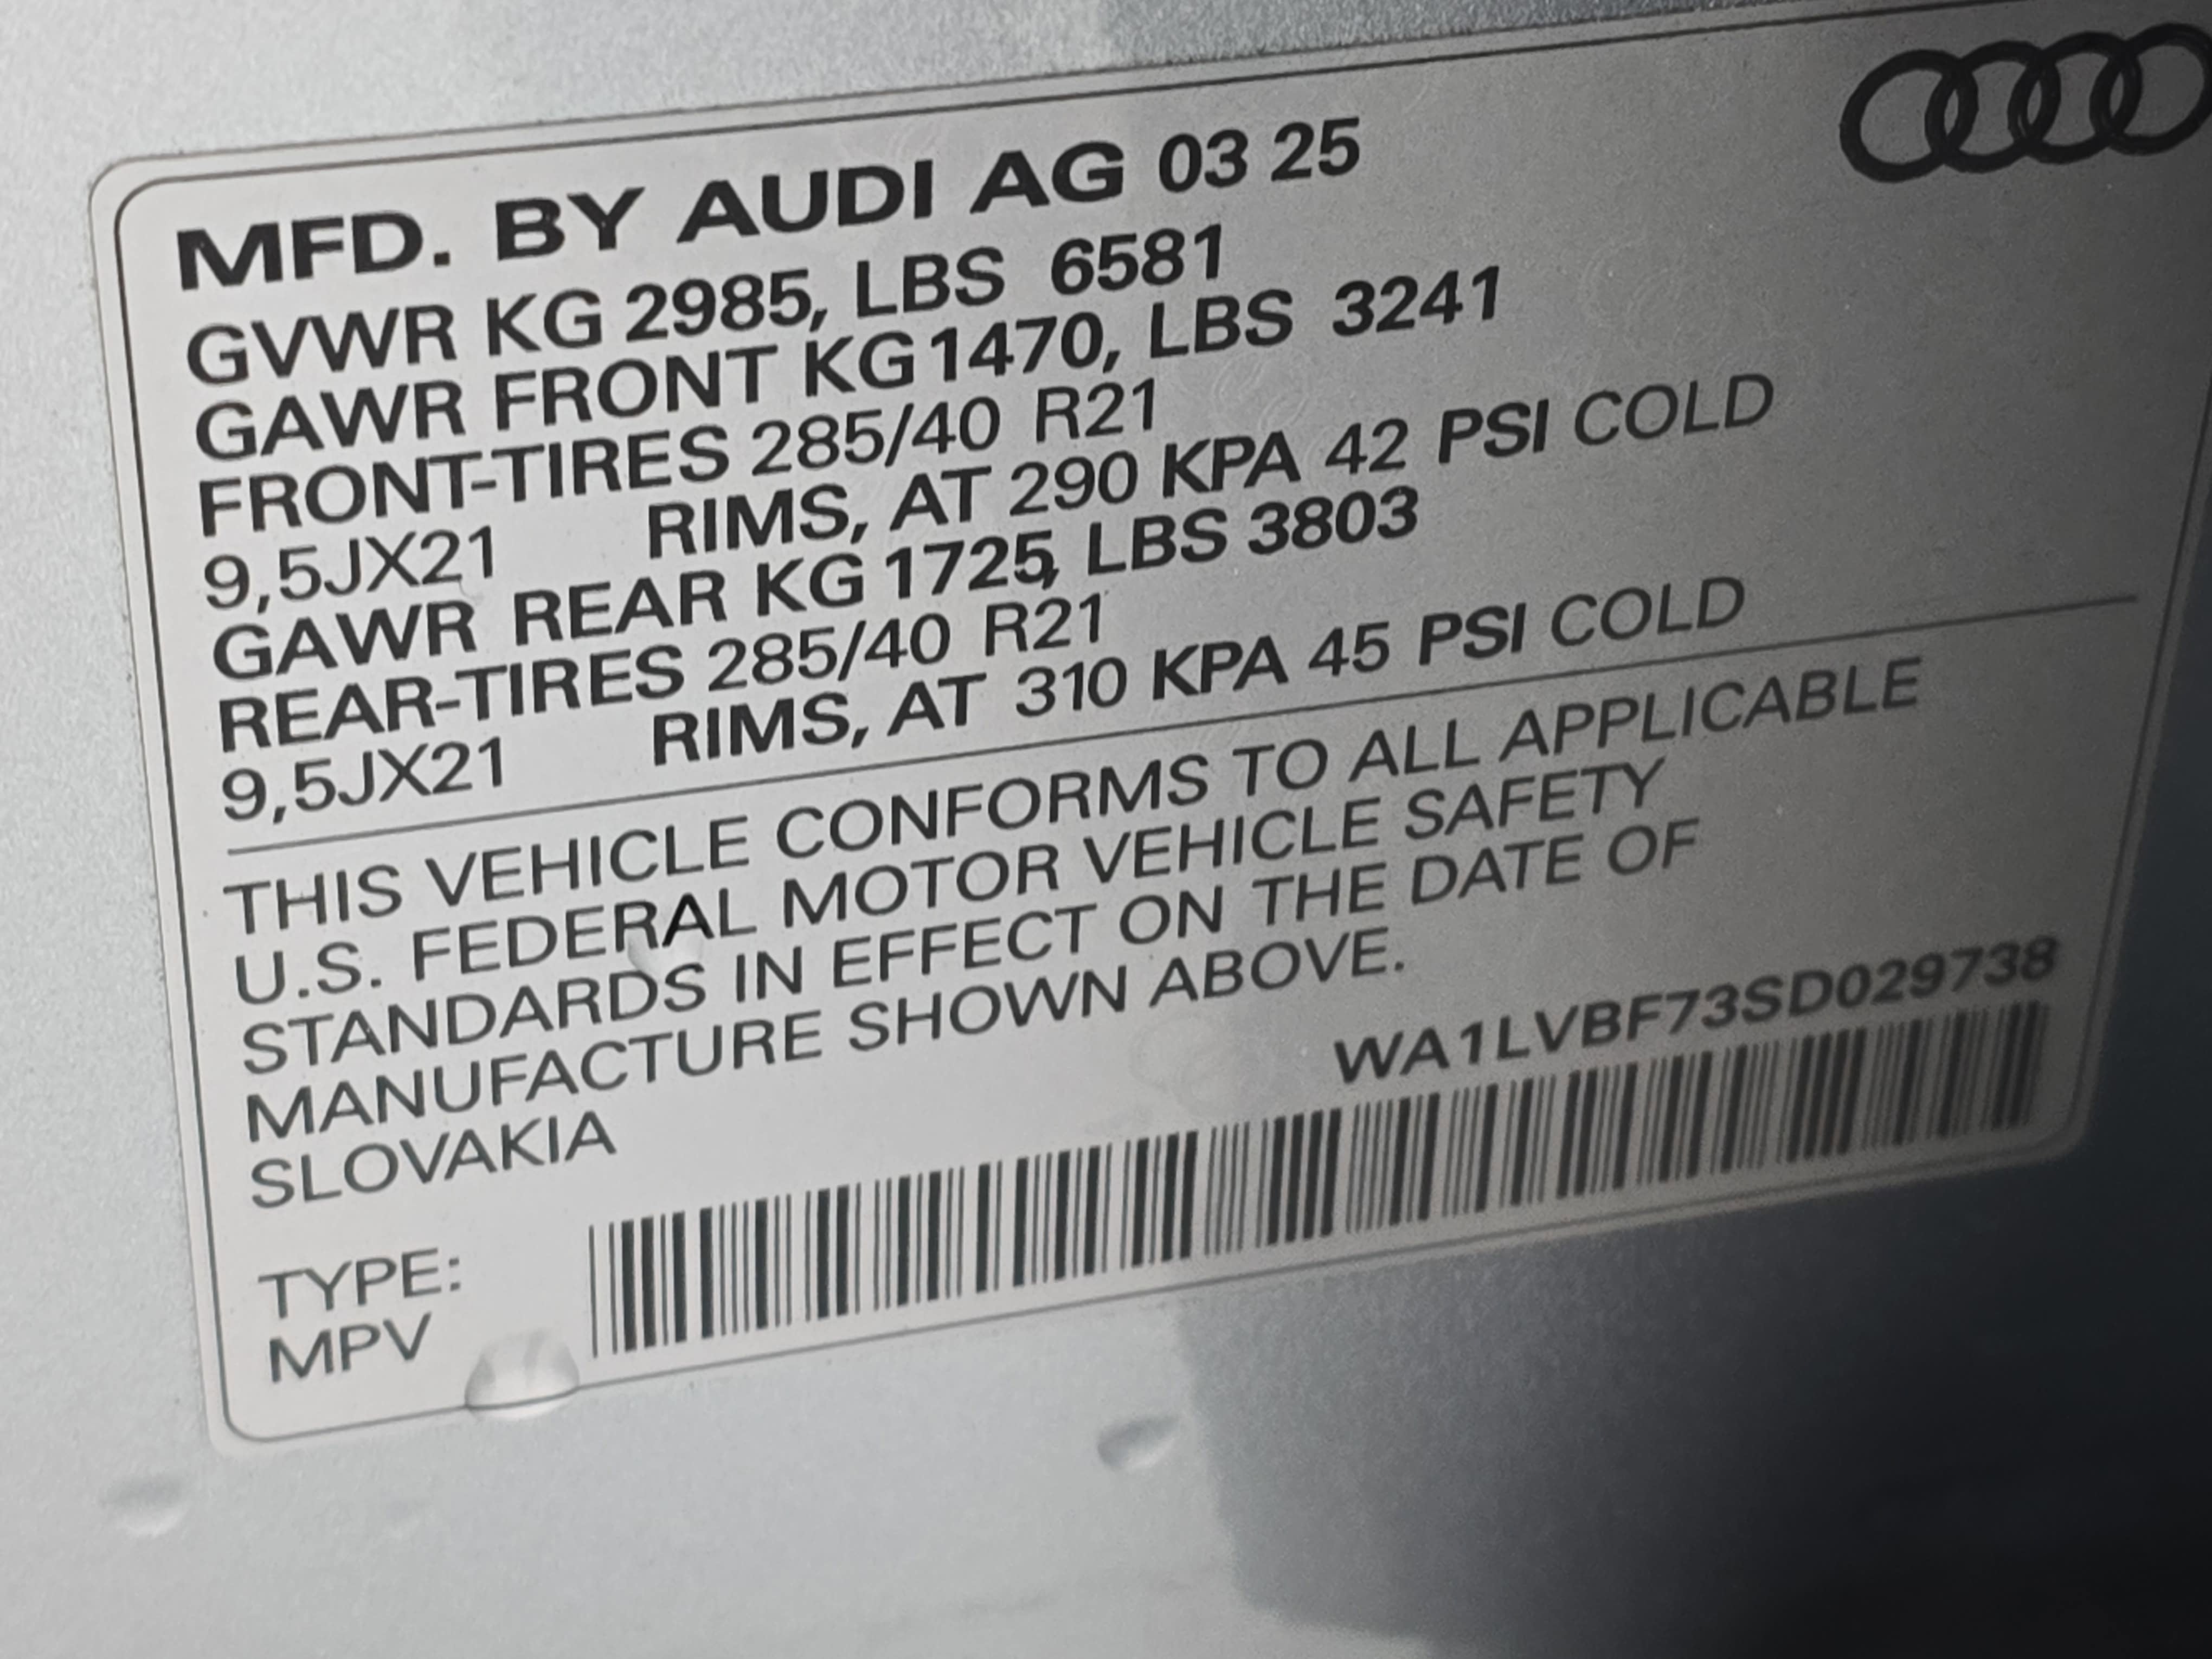 MFD. BY AUDI AG 03 25
GVWR KG 2985, LBS 6581
GAWR FRONT KG 1470, LBS 3241
FRONT-TIRES 285/40 R21
9,5JX21 RIMS, AT 290 KPA 42 PSI COLD
GAWR REAR KG 1725, LBS 3803
REAR-TIRES 285/40 R21
9,5JX21 RIMS, AT 310 KPA 45 PSI COLD
THIS VEHICLE CONFORMS TO ALL APPLICABLE
U.S. FEDERAL MOTOR VEHICLE SAFETY
STANDARDS IN EFFECT ON THE DATE OF
MANUFACTURE SHOWN ABOVE.
SLOVAKIA
WA1LVBF73SD029738
TYPE:
MPV